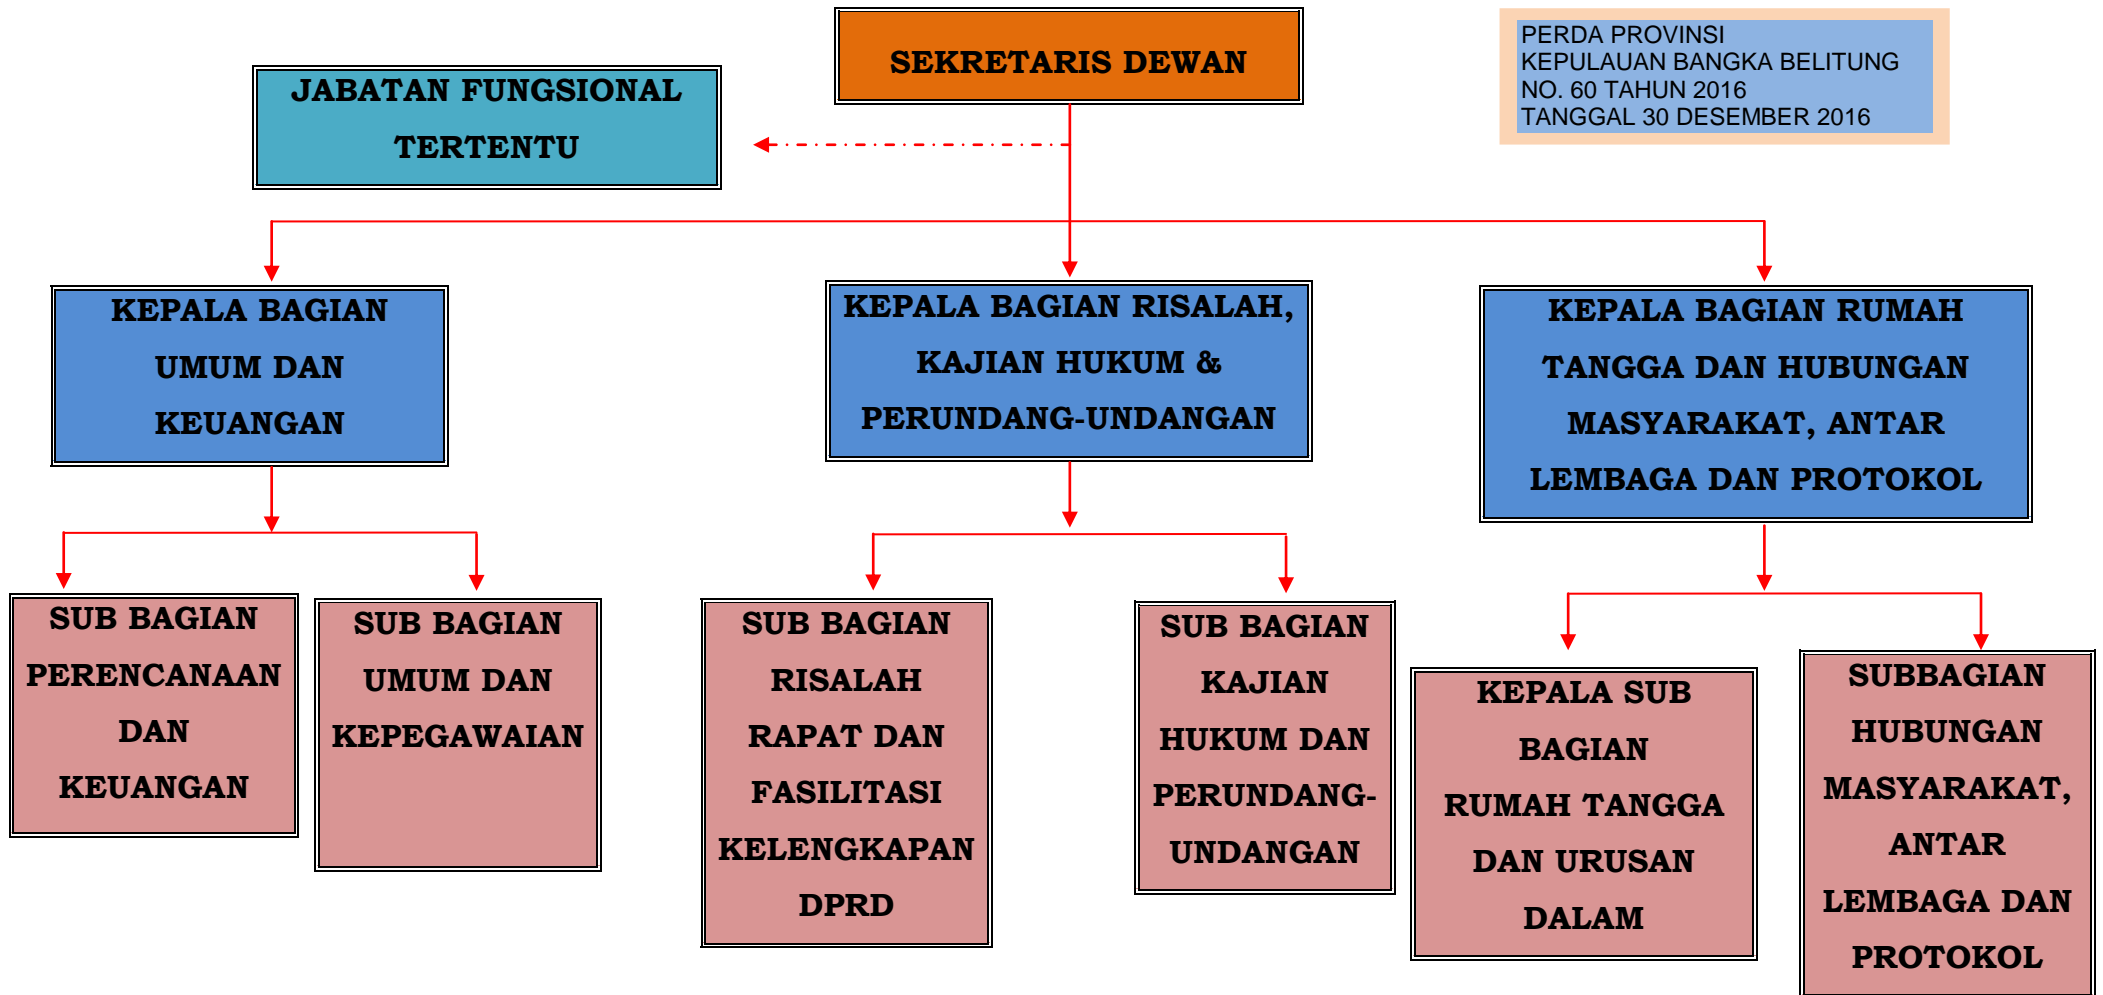 SEKRETARIS DEWAN
JABATAN FUNGSIONAL
TERTENTU
PERDA PROVINSI
KEPULAUAN BANGKA BELITUNG
NO. 60 TAHUN 2016
TANGGAL 30 DESEMBER 2016
KEPALA BAGIAN
UMUM DAN
KEUANGAN
KEPALA BAGIAN RISALAH,
KAJIAN HUKUM &
PERUNDANG-UNDANGAN
KEPALA BAGIAN RUMAH
TANGGA DAN HUBUNGAN
MASYARAKAT, ANTAR
LEMBAGA DAN PROTOKOL
SUB BAGIAN
PERENCANAAN
DAN
KEUANGAN
SUB BAGIAN
UMUM DAN
KEPEGAWAIAN
SUB BAGIAN
RISALAH
RAPAT DAN
FASILITASI
KELENGKAPAN
DPRD
SUB BAGIAN
KAJIAN
HUKUM DAN
PERUNDANG-
UNDANGAN
KEPALA SUB
BAGIAN
RUMAH TANGGA
DAN URUSAN
DALAM
SUBBAGIAN
HUBUNGAN
MASYARAKAT,
ANTAR
LEMBAGA DAN
PROTOKOL